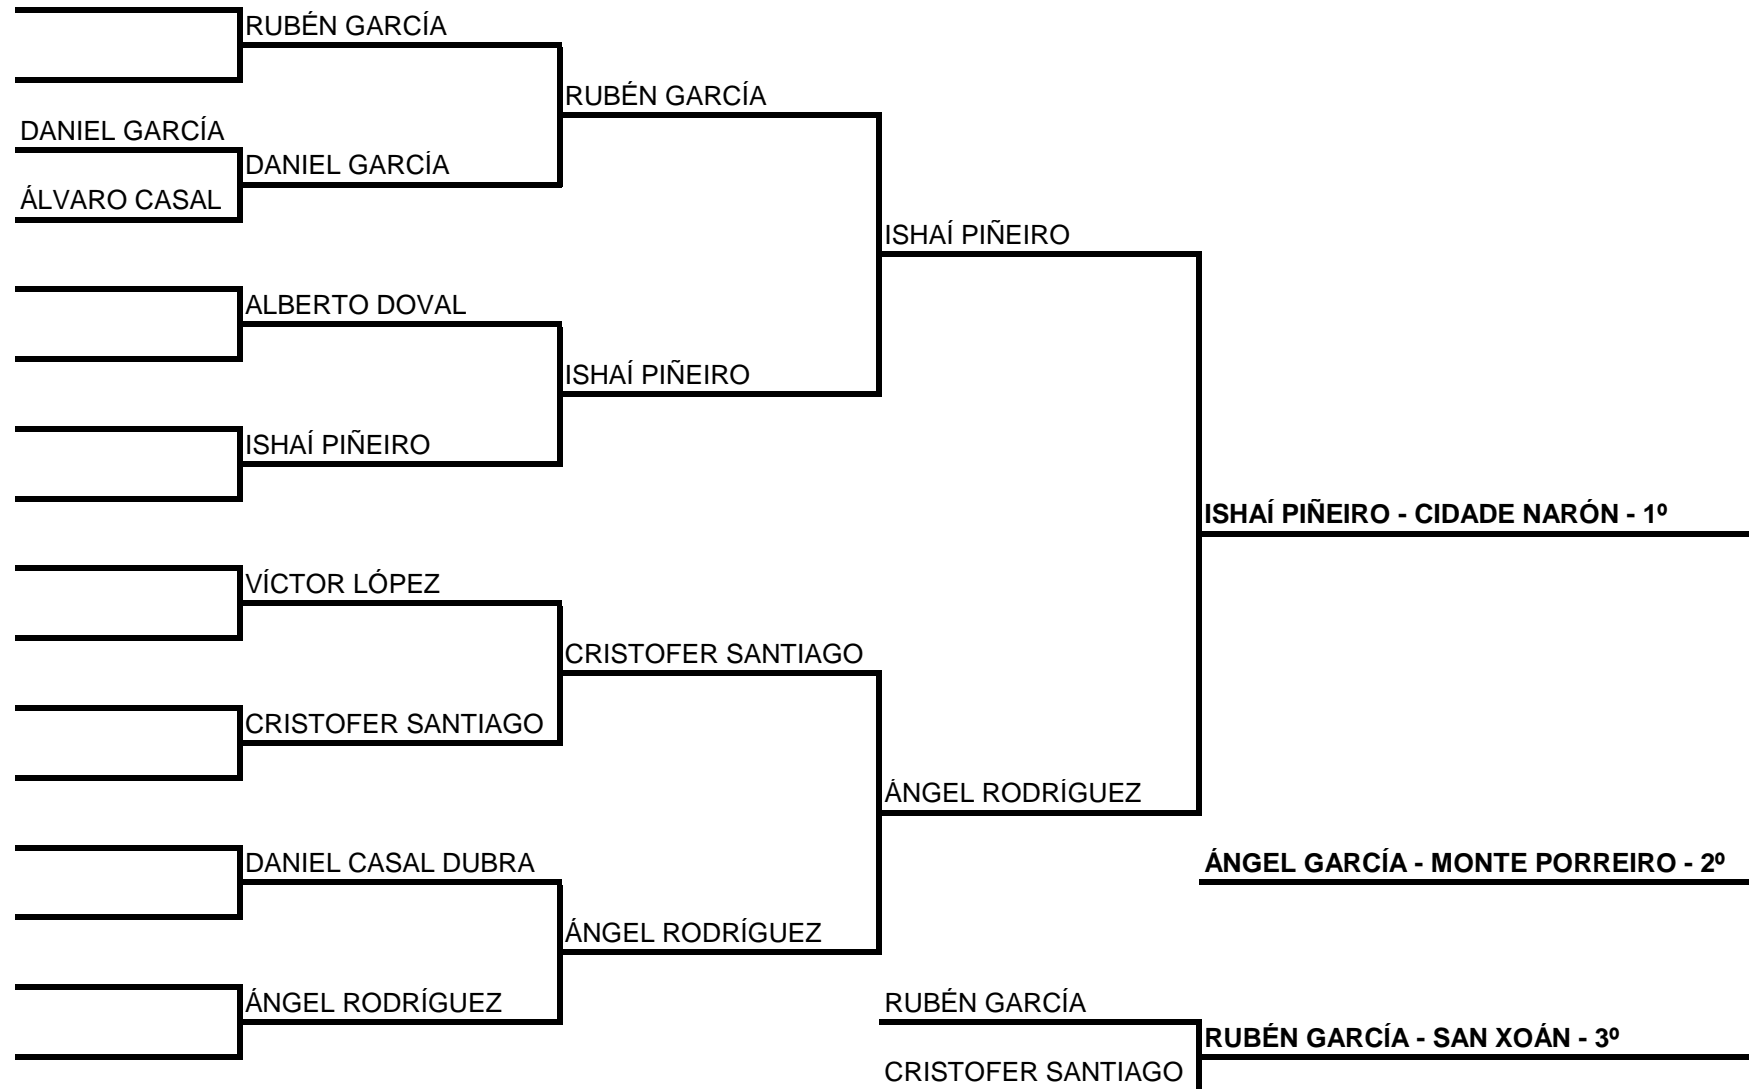 RUBÉN GARCÍA
RUBÉN GARCÍA
DANIEL GARCÍA
DANIEL GARCÍA
ÁLVARO CASAL
ISHAÍ PIÑEIRO
ALBERTO DOVAL
ISHAÍ PIÑEIRO
ISHAÍ PIÑEIRO
ISHAÍ PIÑEIRO - CIDADE NARÓN - 1º
VÍCTOR LÓPEZ
CRISTOFER SANTIAGO
CRISTOFER SANTIAGO
ÁNGEL RODRÍGUEZ
DANIEL CASAL DUBRA
ÁNGEL GARCÍA - MONTE PORREIRO - 2º
ÁNGEL RODRÍGUEZ
ÁNGEL RODRÍGUEZ
RUBÉN GARCÍA
RUBÉN GARCÍA - SAN XOÁN - 3º
CRISTOFER SANTIAGO